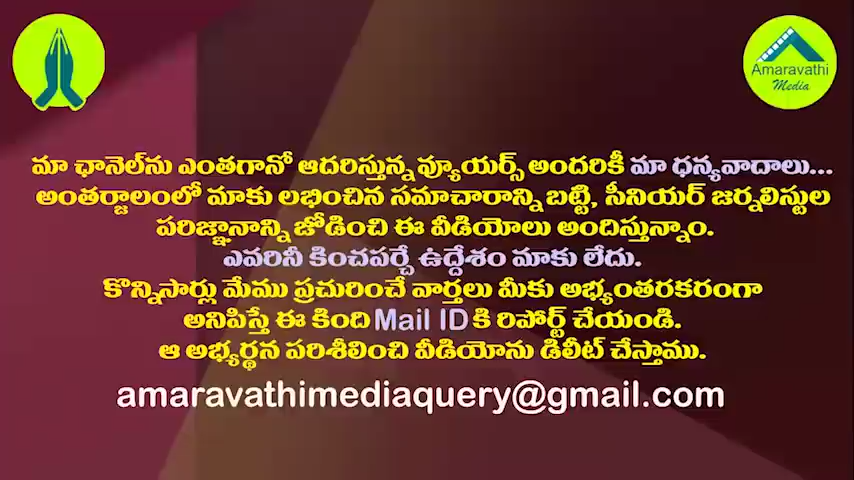 Amaravathi
Media
మా ఛానెల్‌ను ఎంతగానో ఆదరిస్తున్న వ్యూయర్స్ అందరికీ మా ధన్యవాదాలు...
అంతర్జాలంలో మాకు లభించిన సమాచారాన్ని బట్టి, సీనియర్ జర్నలిస్టుల
పరిజ్ఞానాన్ని జోడించి ఈ వీడియోలు అందిస్తున్నాం.
ఎవరినీ కించపర్చే ఉద్దేశం మాకు లేదు.
కొన్నిసార్లు మేము ప్రచురించే వార్తలు మీకు అభ్యంతరకరంగా
అనిపిస్తే ఈ కింది Mail ID కి రిపోర్ట్ చేయండి.
ఆ అభ్యర్థన పరిశీలించి వీడియోను డిలీట్ చేస్తాము.
amaravathimediaquery@gmail.com